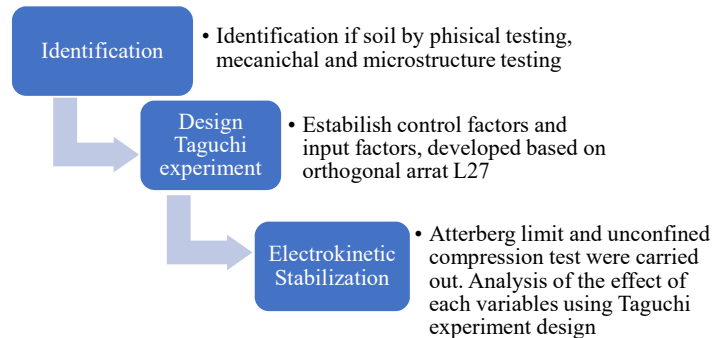 Identification
• Identification if soil by phisical testing,
mecanichal and microstructure testing
Design
Taguchi
experiment
• Estabilish control factors and
input factors, developed based on
orthogonal arrat L27
Electrokinetic
Stabilization
• Atterberg limit and unconfined
compression test were carried
out. Analysis of the effect of
each variables using Taguchi
experiment design